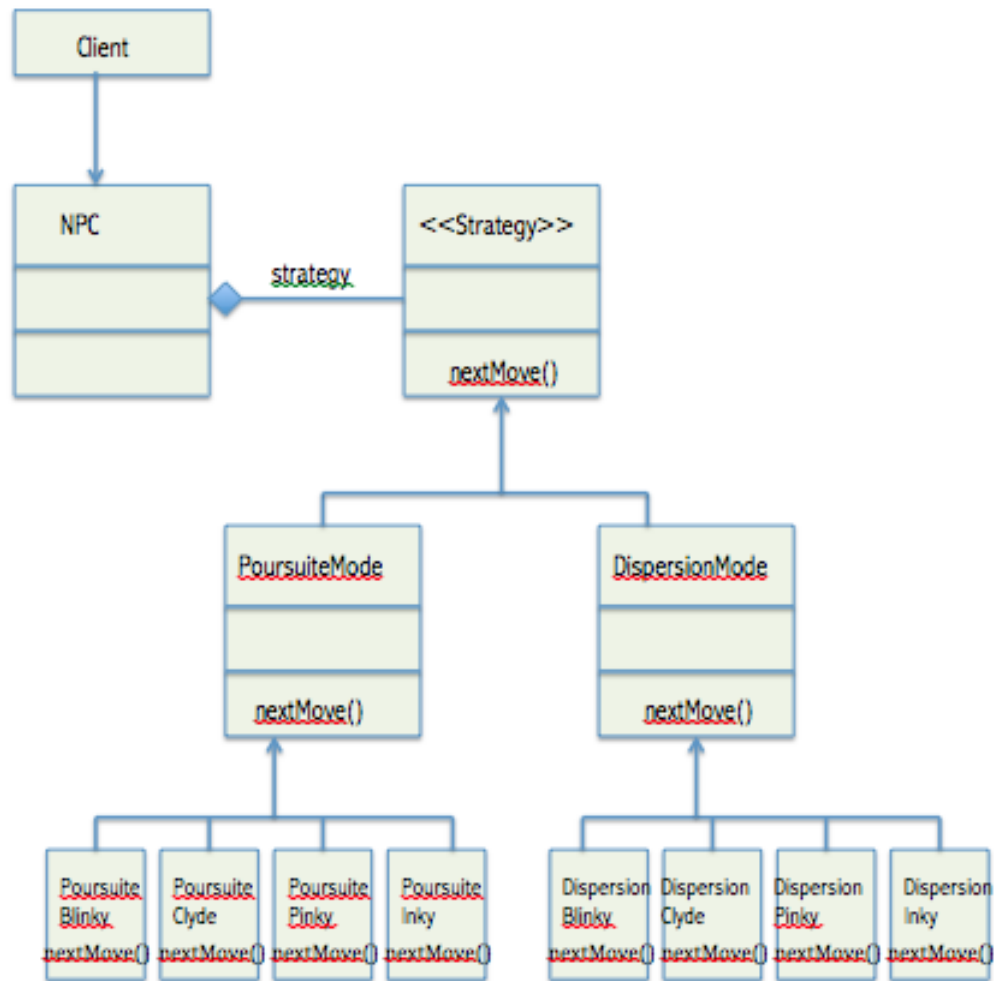 Client
NPC
<<Strategy>>
strategy
nextMove()
PoursuiteMode
DispersionMode
nextMove()
nextMove()
Poursuite
Blinky
nextMove()
Poursuite
Clyde
nextMove()
Poursuite
Pinky
nextMove()
Poursuite
Inky
nextMove()
Dispersion
Blinky
nextMove()
Dispersion
Clyde
nextMove()
Dispersion
Pinky
nextMove()
Dispersion
Inky
nextMove()